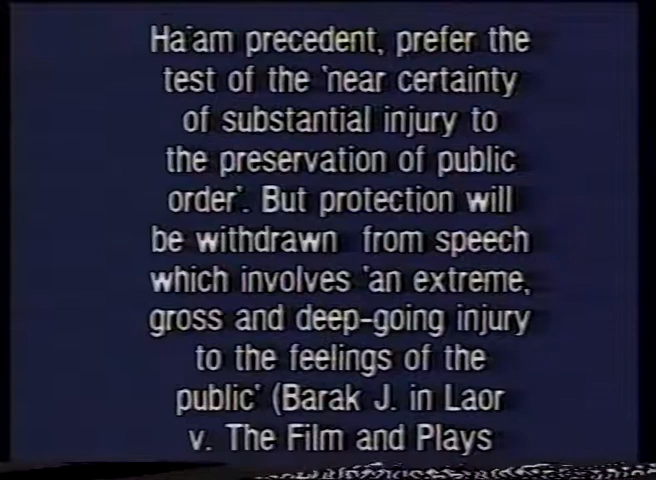 Ha'am precedent, prefer the
test of the 'near certainty
of substantial injury to
the preservation of public
order'. But protection will
be withdrawn from speech
which involves 'an extreme,
gross and deep-going injury
to the feelings of the
public' (Barak J. in Laor
v. The Film and Plays